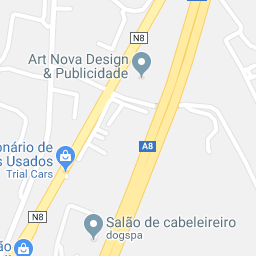 N8
Art Nova Design
& Publicidade
A8
onário de
s Usados
Trial Cars
N8
Salão de cabeleireiro
dogspa
ão